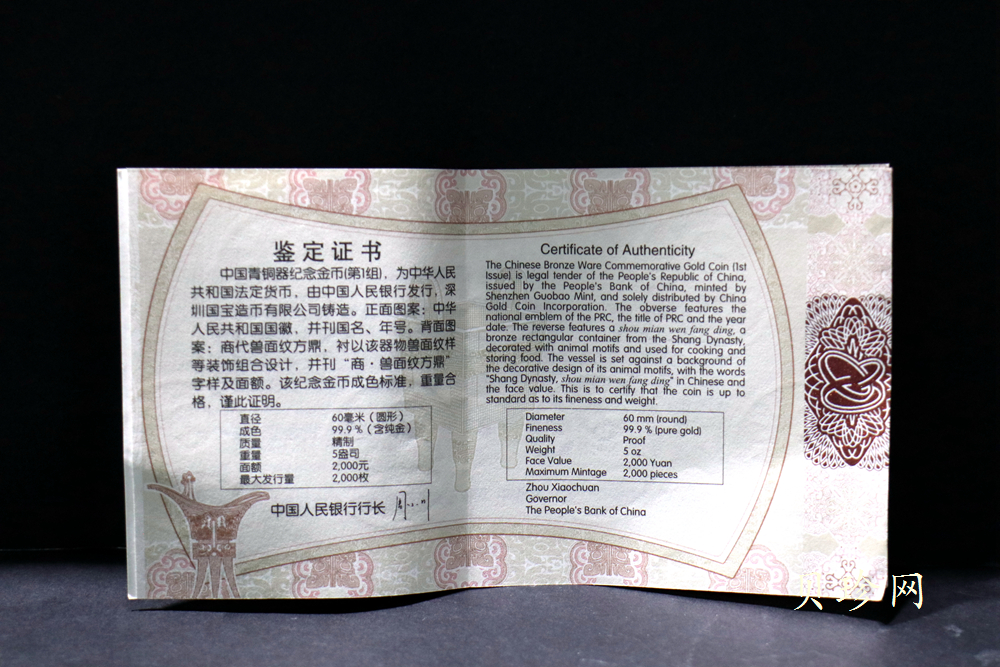 鉴定证书
中国青铜器纪念金币(第1组)，为中华人民
共和国法定货币，由中国人民银行发行，深
圳国宝造币有限公司铸造。正面图案：中华
人民共和国国徽，并刊国名、年号。背面图
案：商代兽面纹方鼎，衬以该器物兽面纹样
等装饰组合设计，并刊“商·兽面纹方鼎”
字样及面额。该纪念金币成色标准，重量合
格，谨此证明。
直径 60毫米（圆形）
成色 99.9％（含纯金）
质量 精制
重量 5盎司
面额 2,000元
最大发行量 2,000枚
中国人民银行行长
Certificate of Authenticity
The Chinese Bronze Ware Commemorative Gold Coin (1st
Issue) is legal tender of the People's Republic of China,
issued by the People's Bank of China, minted by
Shenzhen Guobao Mint, and solely distributed by China
Gold Coin Incorporation. The obverse features the
national emblem of the PRC, the title of PRC and the year
date. The reverse features a shou mian wen fang ding, a
bronze rectangular container from the Shang Dynasty,
decorated with animal motifs and used for cooking and
storing food. The vessel is set against a background of
the decorative design of its animal motifs, with the words
"Shang Dynasty, shou mian wen fang ding" in Chinese and
the face value. This is to certify that the coin is up to
standard as to its fineness and weight.
Diameter 60 mm (round)
Fineness 99.9 % (pure gold)
Quality Proof
Weight 5 oz
Face Value 2,000 Yuan
Maximum Mintage 2,000 pieces
Zhou Xiaochuan
Governor
The People's Bank of China
贝珍网